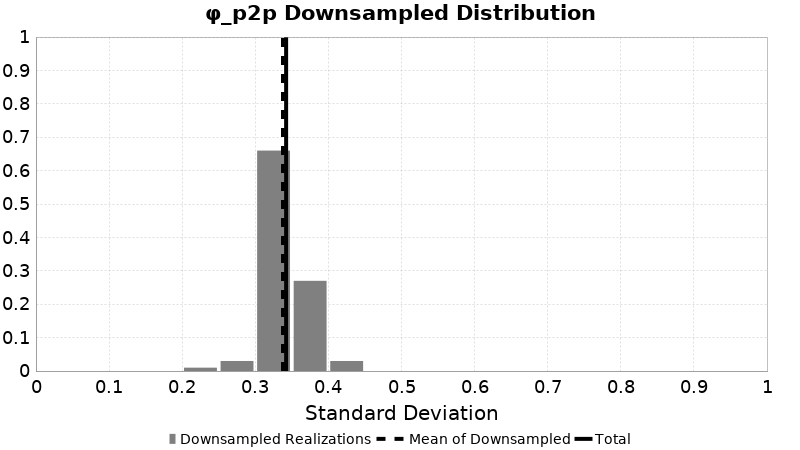 φ_p2p Downsampled Distribution
1
0.9
0.8
0.7
0.6
0.5
0.4
0.3
0.2
0.1
0
0 0.1 0.2 0.3 0.4 0.5 0.6 0.7 0.8 0.9 1
Standard Deviation
Downsampled Realizations Mean of Downsampled Total